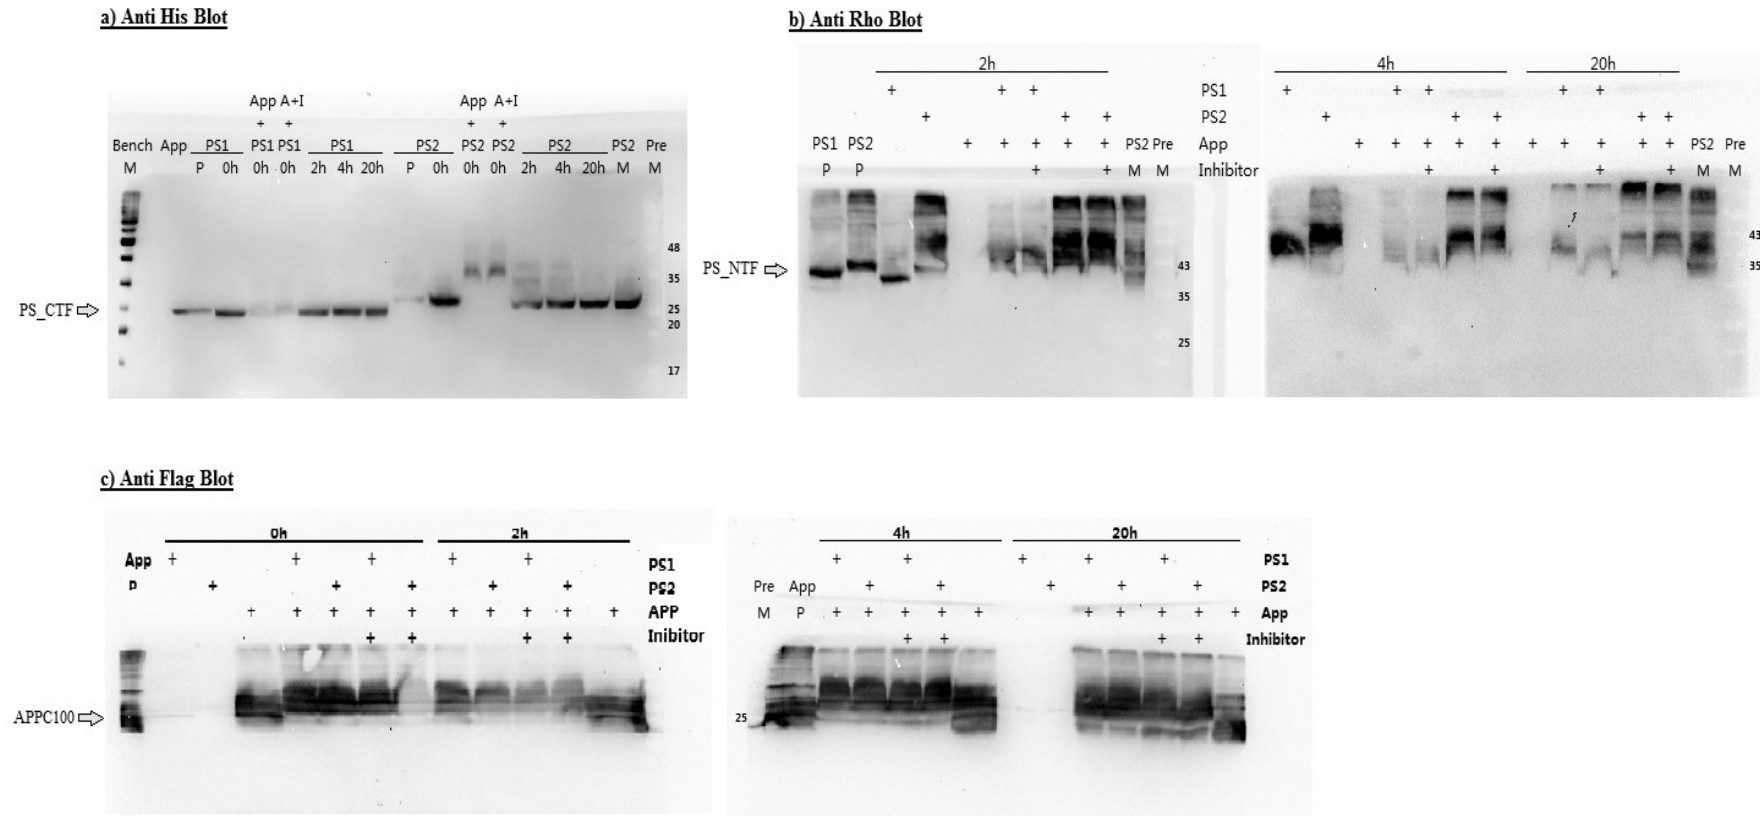 a) Anti His Blot
App A+I App A+I
+ + + +
Bench App PS1 PS1 PS1 PS1 PS2 PS2 PS2 PS2 PS2 Pre
M P 0h 0h 0h 2h 4h 20h P 0h 0h 0h 2h 4h 20h M M
48
35
PS_CTF
25
20
17
b) Anti Rho Blot
2h
+ + + PS1
+ + + PS2
PS1 PS2 + + + + + PS2 Pre App
P P + + M M Inhibitor
PS_NTF
43
35
25
4h 20h
+ + + + +
+ + + + +
+ + + + + + + + + + PS2 Pre
+ + + + M M
43
35
c) Anti Flag Blot
0h 2h
App + + + + + PS1
P + + + + + PS2
+ + + + + + + + + + APP
+ + + + Inibitor
APPC100
4h 20h
+ + + + + PS1
Pre App + + + + + PS2
M P + + + + + + + + + + App
+ + + + Inhibitor
25